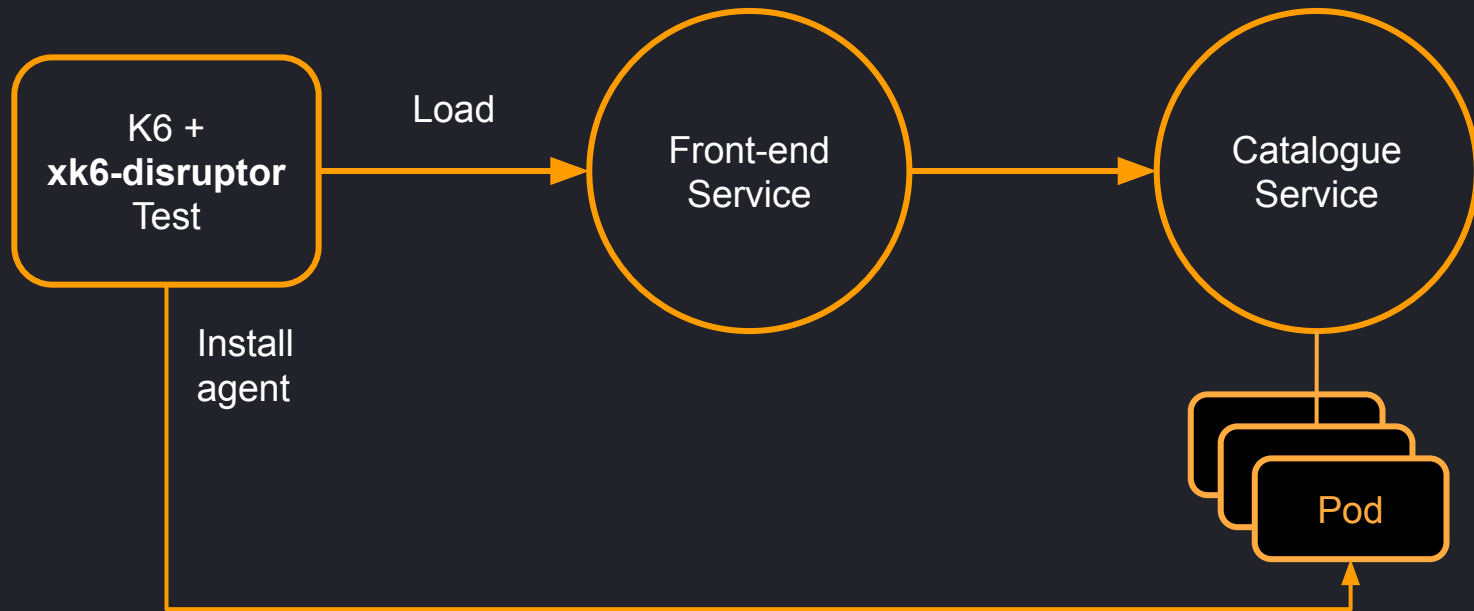 K6 +
xk6-disruptor
Test
Load
Front-end
Service
Catalogue
Service
Install
agent
Pod